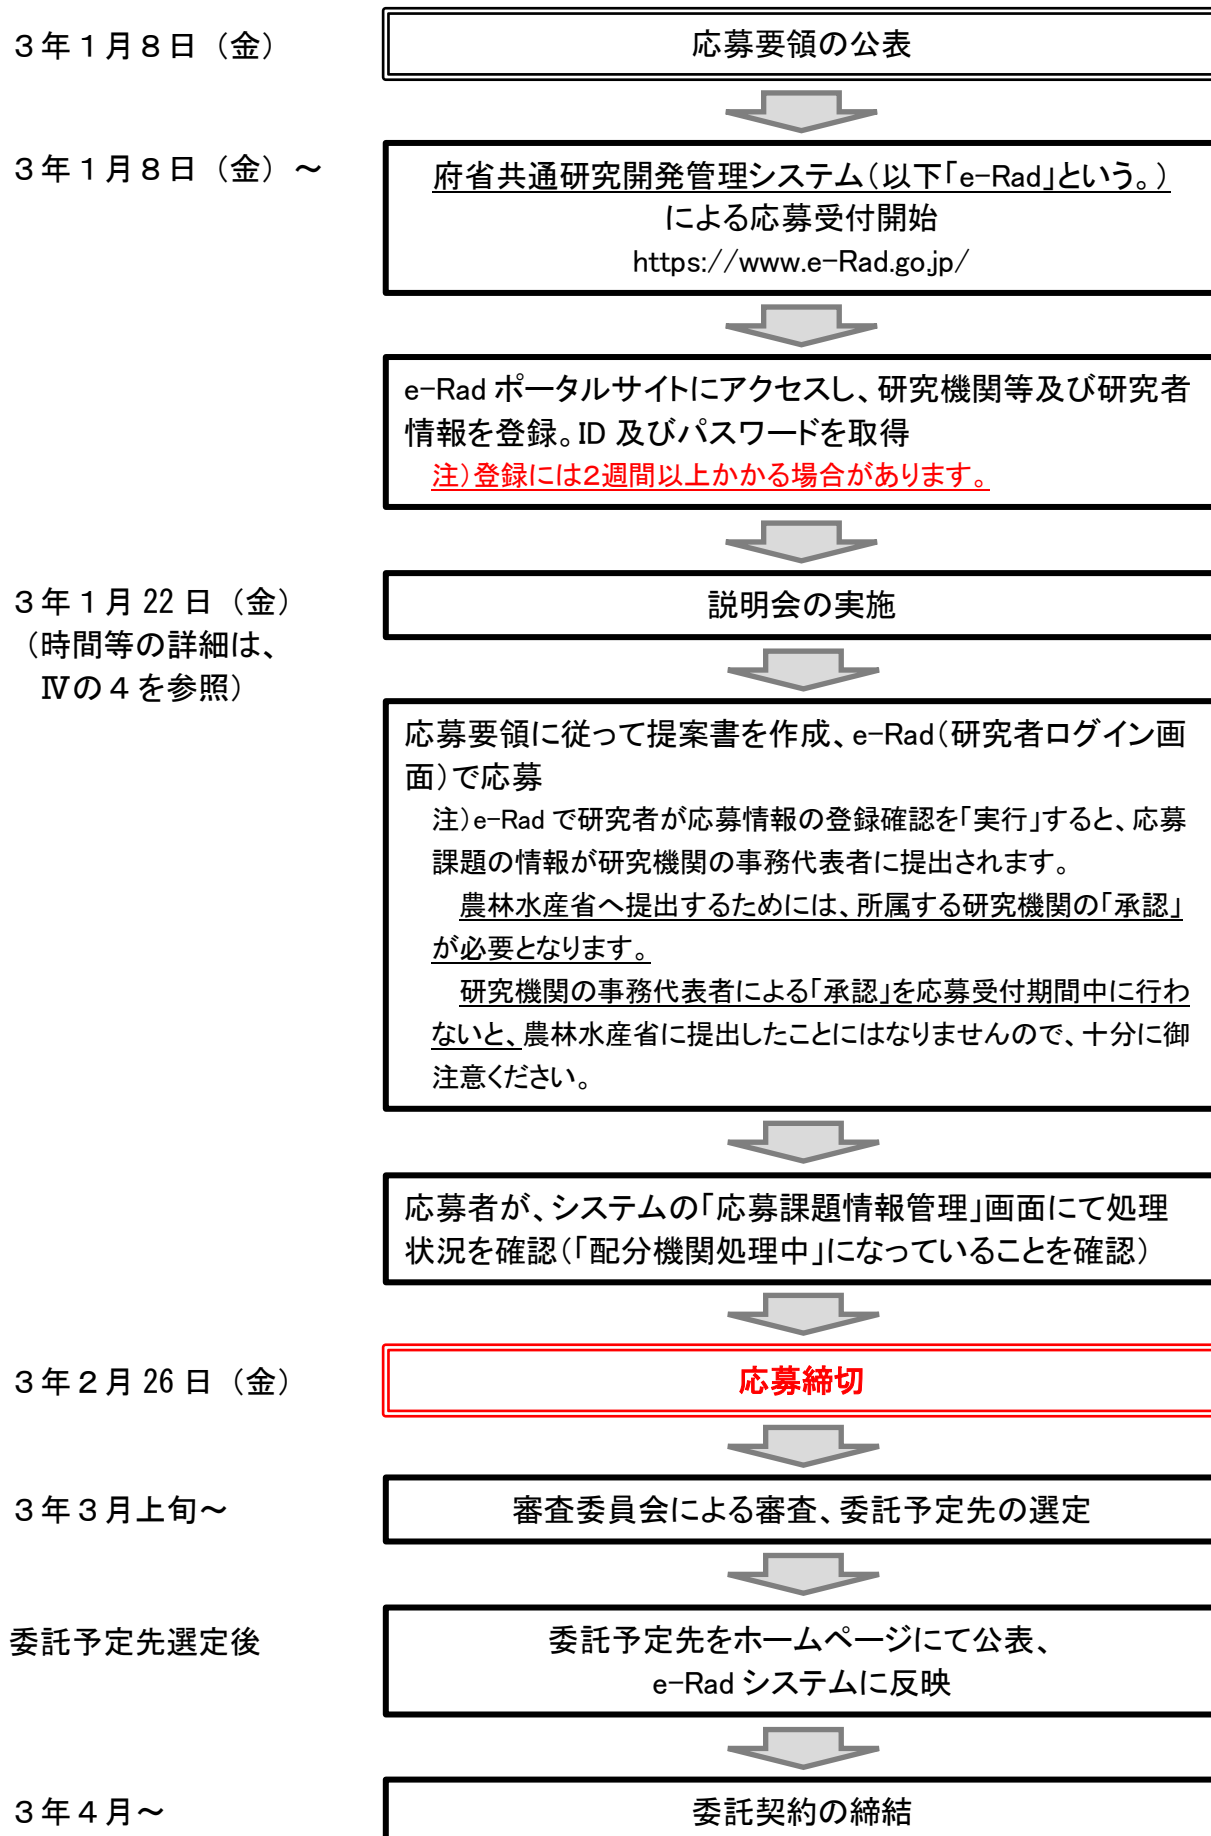 ３年１月８日（金）
応募要領の公表
３年１月８日（金）～
府省共通研究開発管理システム（以下「e-Rad」という。）
による応募受付開始
https://www.e-Rad.go.jp/
e-Rad ポータルサイトにアクセスし、研究機関等及び研究者
情報を登録。ID 及びパスワードを取得
注）登録には２週間以上かかる場合があります。
３年１月 22 日（金）
（時間等の詳細は、
Ⅳの４を参照）
説明会の実施
応募要領に従って提案書を作成、e-Rad（研究者ログイン画
面）で応募
注）e-Rad で研究者が応募情報の登録確認を「実行」すると、応募
課題の情報が研究機関の事務代表者に提出されます。
農林水産省へ提出するためには、所属する研究機関の「承認」
が必要となります。
研究機関の事務代表者による「承認」を応募受付期間中に行わ
ないと、農林水産省に提出したことにはなりませんので、十分に御
注意ください。
応募者が、システムの「応募課題情報管理」画面にて処理
状況を確認（「配分機関処理中」になっていることを確認）
３年２月 26 日（金）
応募締切
３年３月上旬～
審査委員会による審査、委託予定先の選定
委託予定先選定後
委託予定先をホームページにて公表、
e-Rad システムに反映
３年４月～
委託契約の締結